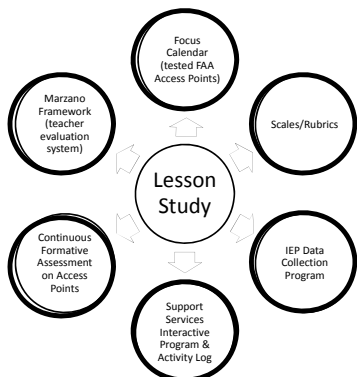 Focus
Calendar
(tested FAA
Access Points)
Scales/Rubrics
IEP Data
Collection
Program
Support
Services
Interactive
Program &
Activity Log
Continuous
Formative
Assessment
on Access
Points
Marzano
Framework
(teacher
evaluation
system)
Lesson
Study